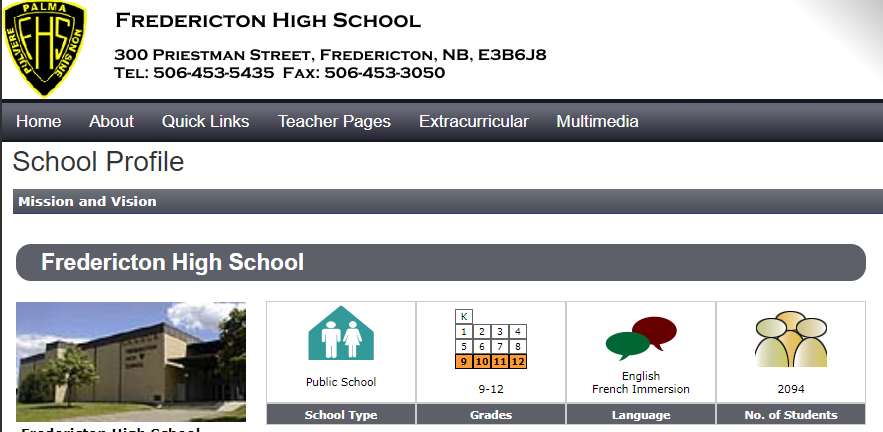 PALMA
NON SINE
PULVERE
FHS
FREDERICTON HIGH SCHOOL
300 PRIESTMAN STREET, FREDERICTON, NB, E3B6J8
TEL: 506-453-5435 FAX: 506-453-3050
Home About Quick Links Teacher Pages Extracurricular Multimedia
School Profile
Mission and Vision
Fredericton High School
FREDERICTON
HIGH
SCHOOL
K
1 2 3 4
5 6 7 8
9 10 11 12
Public School
9-12
English
French Immersion
2094
School Type Grades Language No. of Students
Fredericton High School